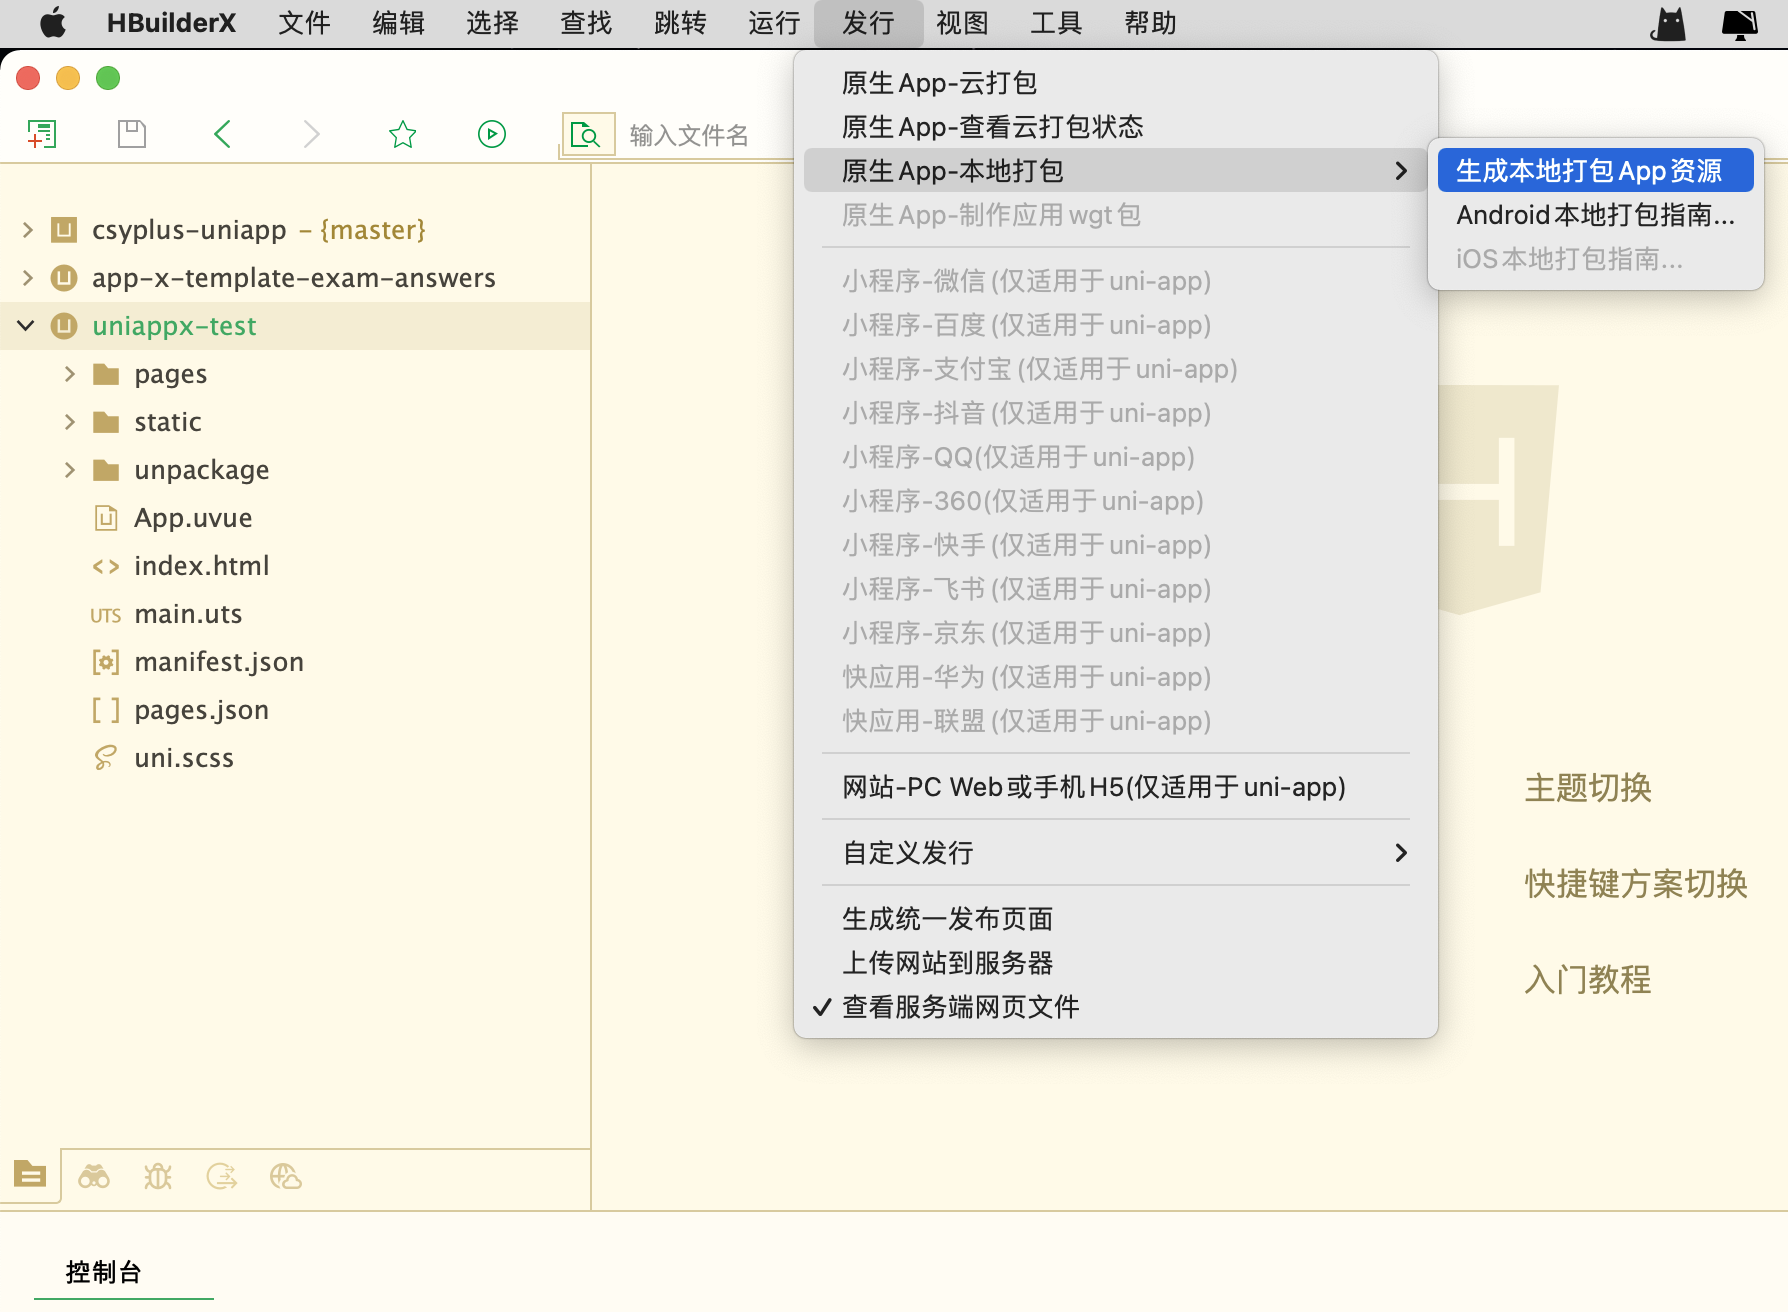 HBuilderX 文件 编辑 选择 查找 跳转 运行 发行 视图 工具 帮助
输入文件名
csyplus-uniapp - {master}
app-x-template-exam-answers
uniappx-test
pages
static
unpackage
App.uvue
<> index.html
UTS main.uts
manifest.json
[ ] pages.json
uni.scss
原生App-云打包
原生App-查看云打包状态
原生App-本地打包
原生App-制作应用wgt包
小程序-微信(仅适用于uni-app)
小程序-百度(仅适用于uni-app)
小程序-支付宝(仅适用于uni-app)
小程序-抖音(仅适用于uni-app)
小程序-QQ(仅适用于uni-app)
小程序-360(仅适用于uni-app)
小程序-快手(仅适用于uni-app)
小程序-飞书(仅适用于uni-app)
小程序-京东(仅适用于uni-app)
快应用-华为(仅适用于uni-app)
快应用-联盟(仅适用于uni-app)
网站-PC Web或手机H5(仅适用于uni-app)
自定义发行
生成统一发布页面
上传网站到服务器
查看服务端网页文件
生成本地打包App资源
Android本地打包指南...
iOS本地打包指南...
主题切换
快捷键方案切换
入门教程
控制台